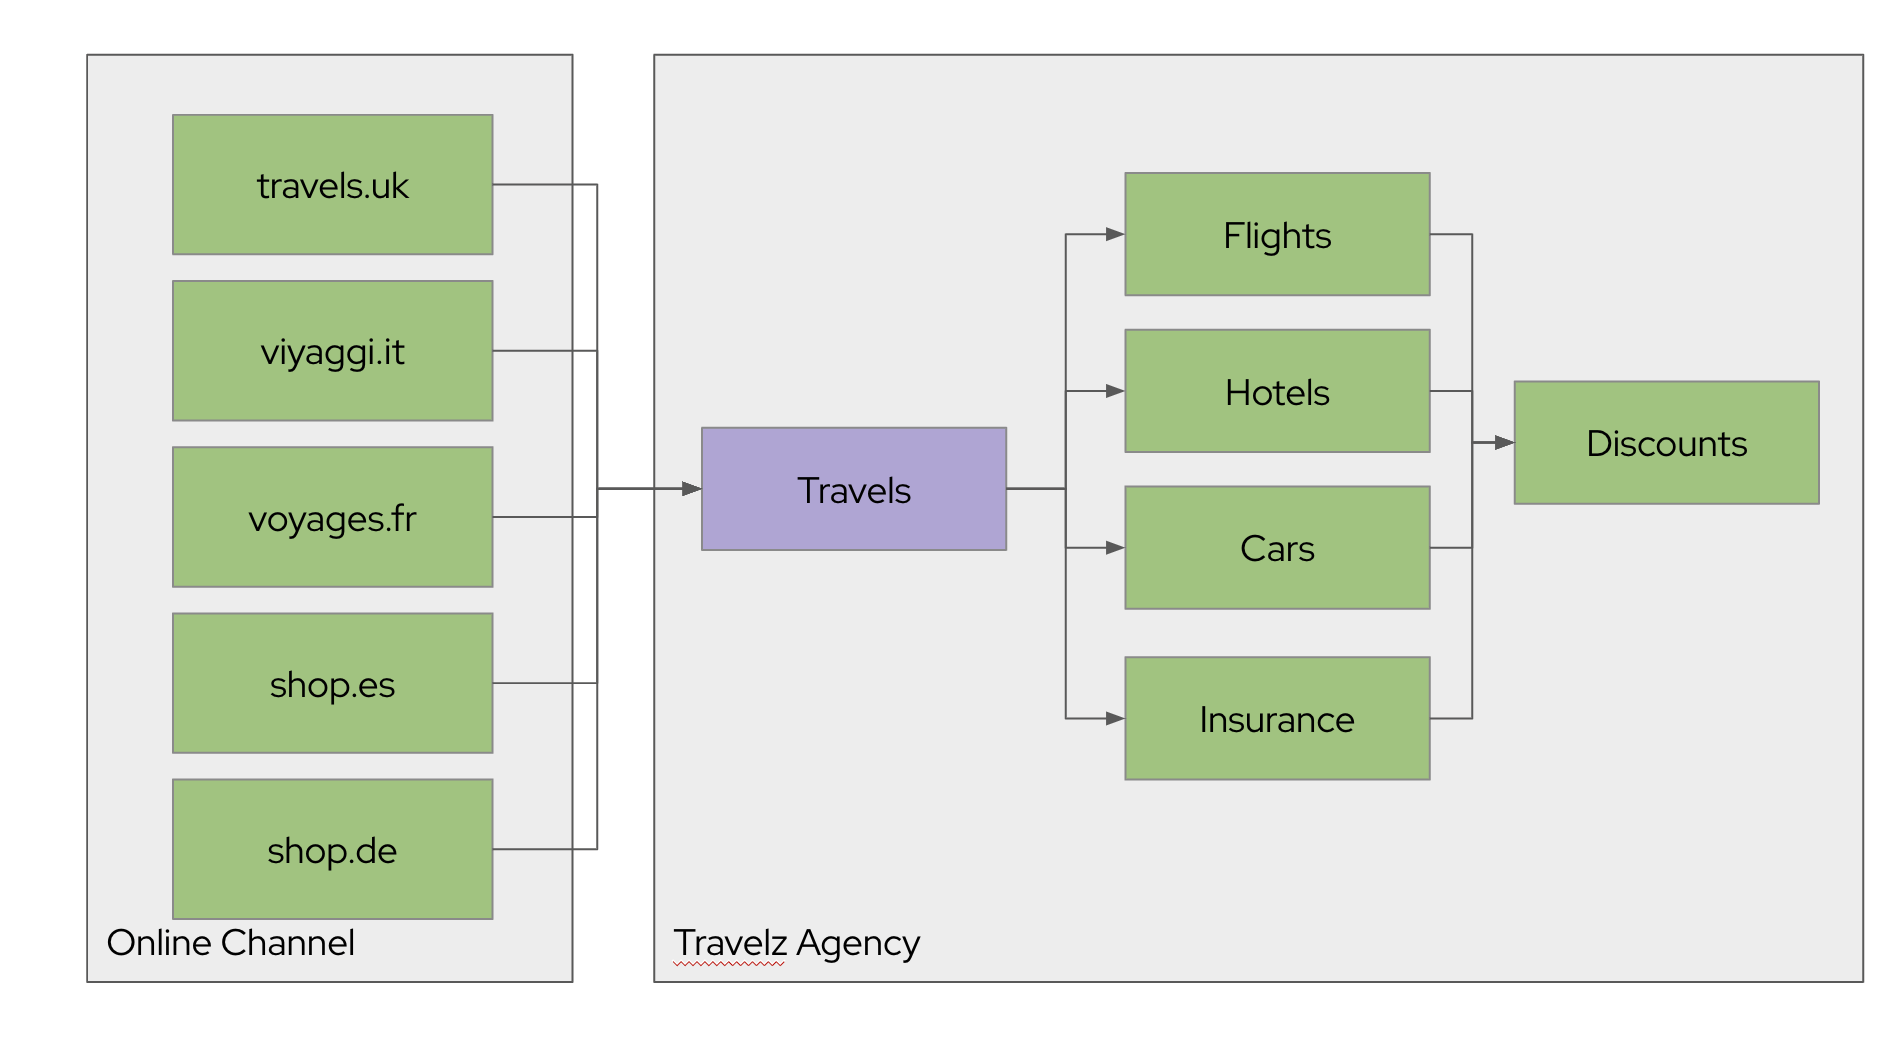 travels.uk
viyaggi.it
voyages.fr
shop.es
shop.de
Online Channel
Travels
Flights
Hotels
Cars
Insurance
Discounts
Travelz Agency